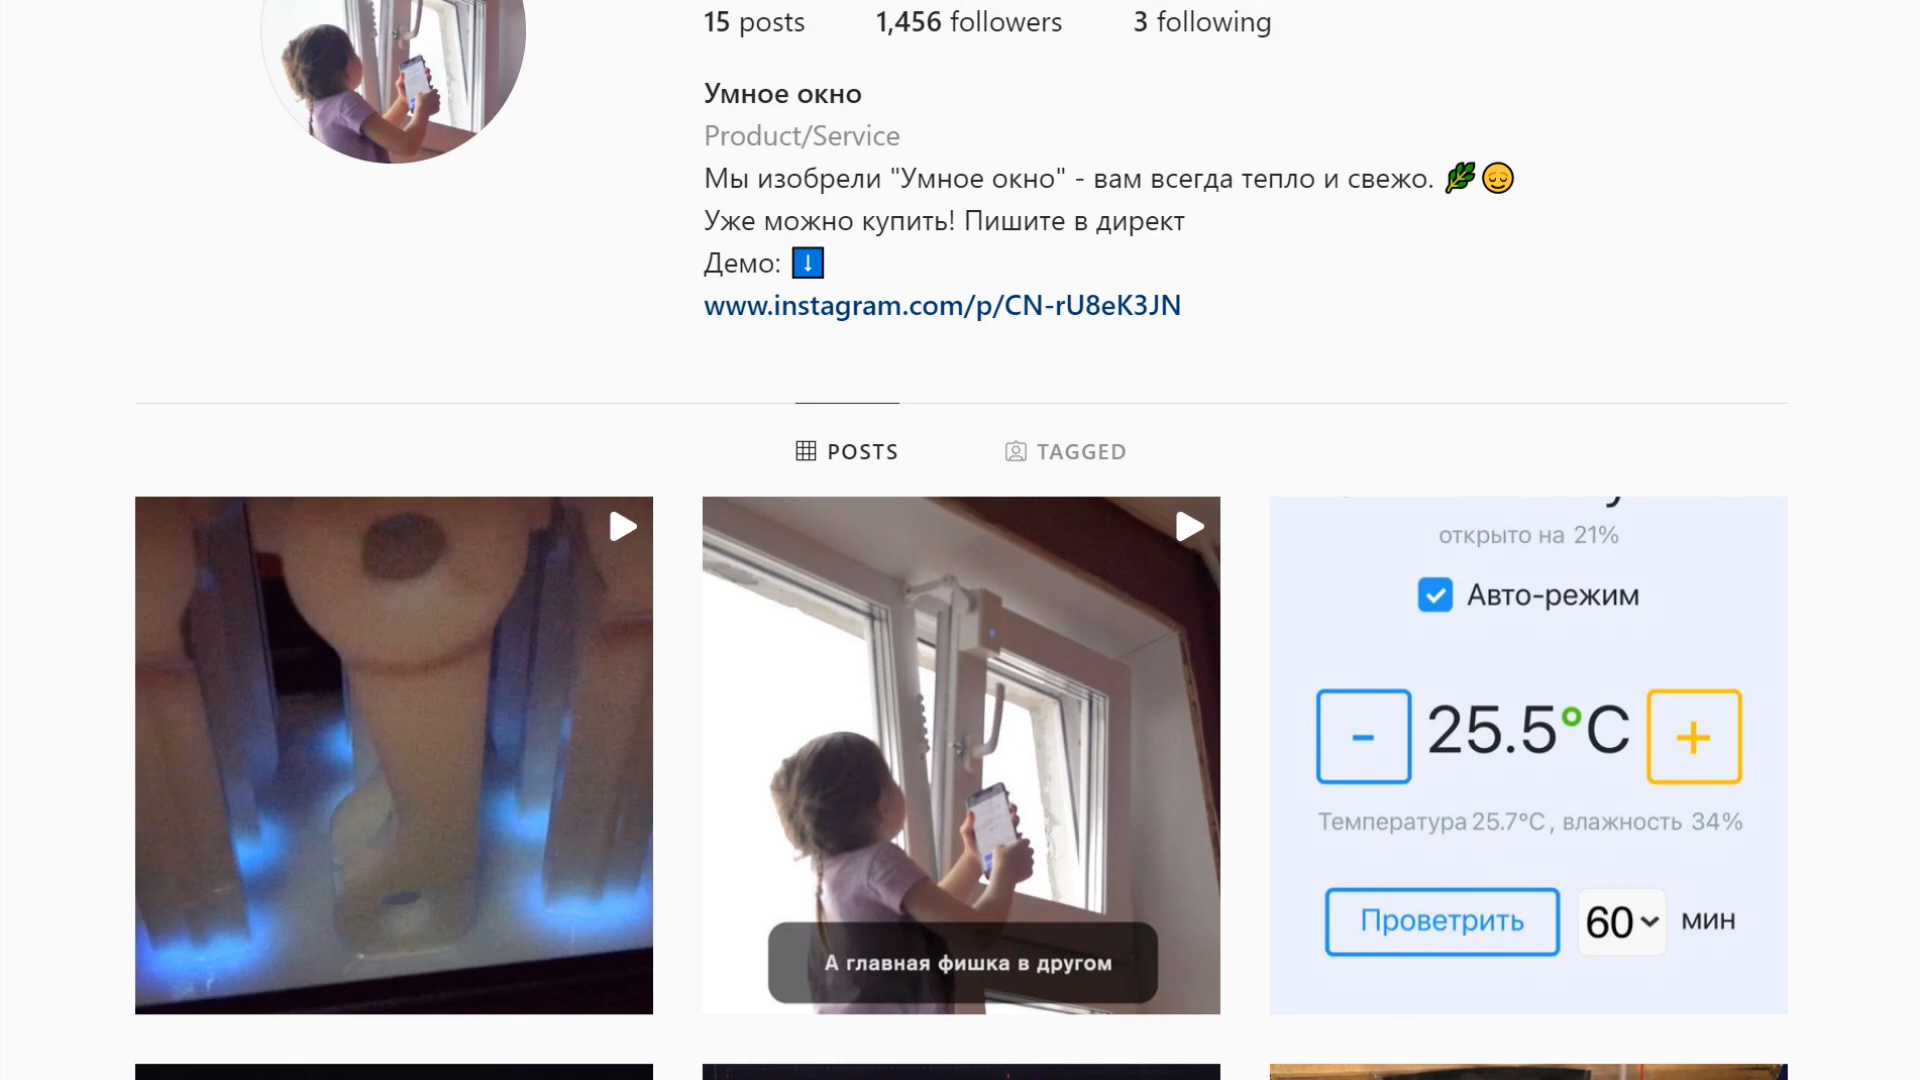 15 posts 1,456 followers 3 following
Умное окно
Product/Service
Мы изобрели "Умное окно" - вам всегда тепло и свежо.
Уже можно купить! Пишите в директ
Демо:
www.instagram.com/p/CN-rU8eK3JN
POSTS TAGGED
А главная фишка в другом
открыто на 21%
Авто-режим
- 25.5°C +
Температура 25.7°C, влажность 34%
Проветрить 60 мин